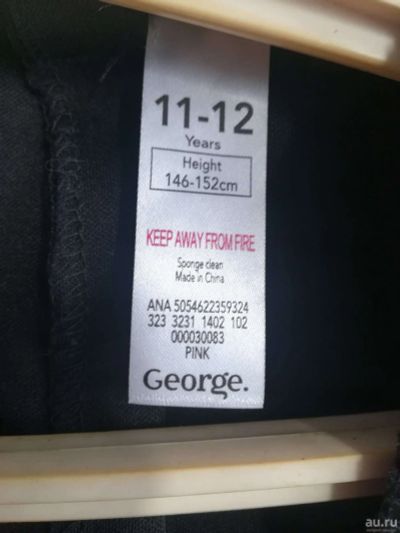 11-12
Years
Height
146-152cm
KEEP AWAY FROM FIRE
Sponge clean
Made in China
ANA 5054622359324
323 3231 1402 102
000030083
PINK
George.
au.ru